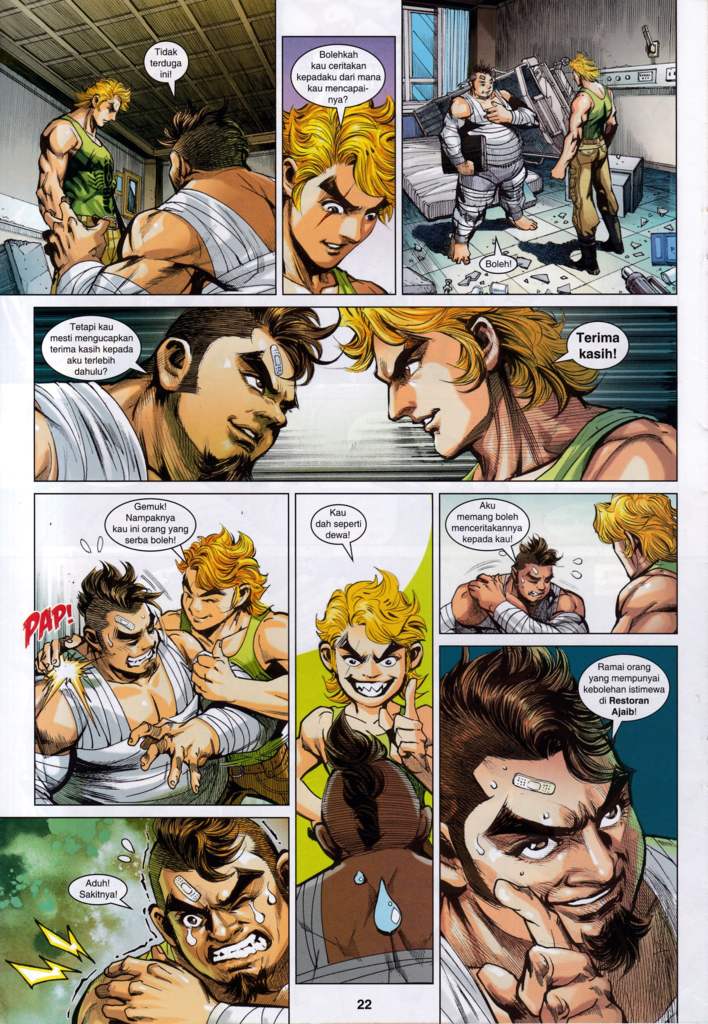 Tidak
terduga
ini!
Bolehkah
kau ceritakan
kepadaku dari mana
kau mencapai-
nya?
Boleh!
Tetapi kau
mesti mengucapkan
terima kasih kepada
aku terlebih
dahulu?
Terima
kasih!
Gemuk!
Nampaknya
kau ini orang yang
serba boleh!
PAP!
Kau
dah seperti
dewa!
Aku
memang boleh
menceritakannya
kepada kau!
Aduh!
Sakitnya!
Ramai orang
yang mempunyai
kebolehan istimewa
di Restoran
Ajaib!
22